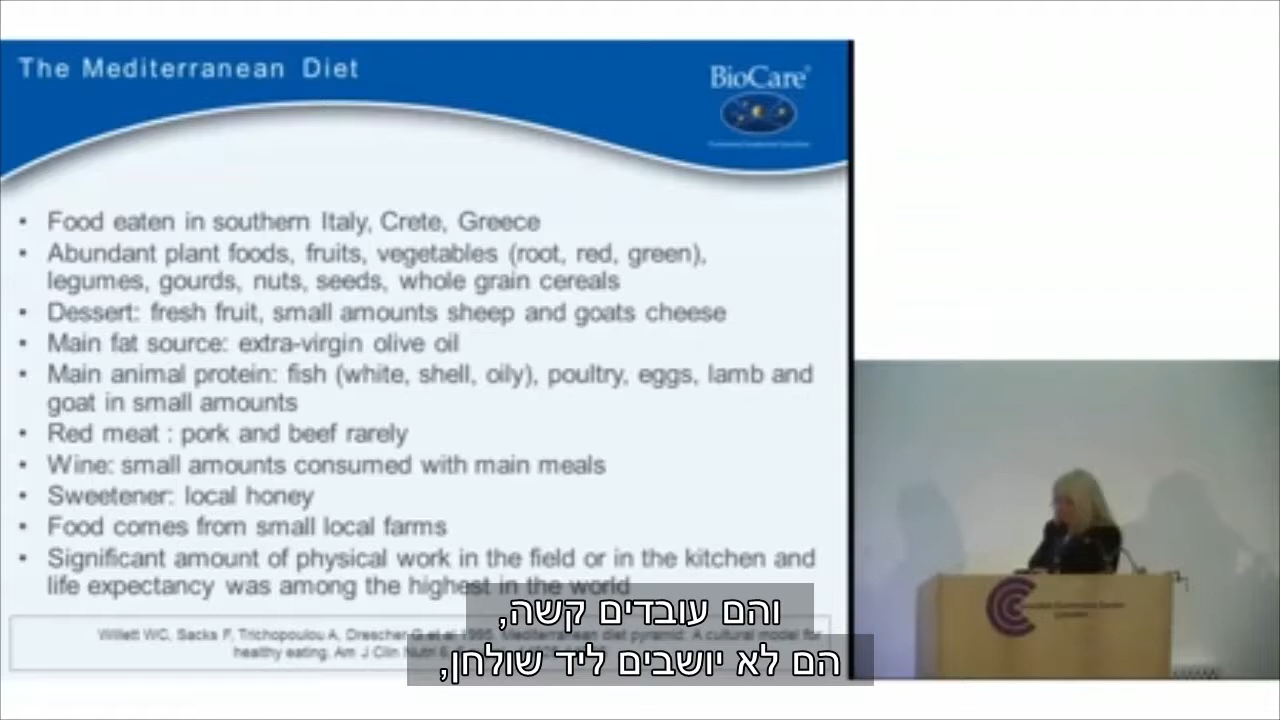 The Mediterranean Diet
BioCare®
• Food eaten in southern Italy, Crete, Greece
• Abundant plant foods, fruits, vegetables (root, red, green),
legumes, gourds, nuts, seeds, whole grain cereals
• Dessert: fresh fruit, small amounts sheep and goats cheese
• Main fat source: extra-virgin olive oil
• Main animal protein: fish (white, shell, oily), poultry, eggs, lamb and
goat in small amounts
• Red meat : pork and beef rarely
• Wine: small amounts consumed with main meals
• Sweetener: local honey
• Food comes from small local farms
• Significant amount of physical work in the field or in the kitchen and
life expectancy was among the highest in the world
Willett WC, Sacks F, Trichopoulou A, Drescher G et al 1995. Mediterranean diet pyramid: A cultural model for
healthy eating. Am J Clin Nutr
והם עובדים קשה,
הם לא יושבים ליד שולחן,